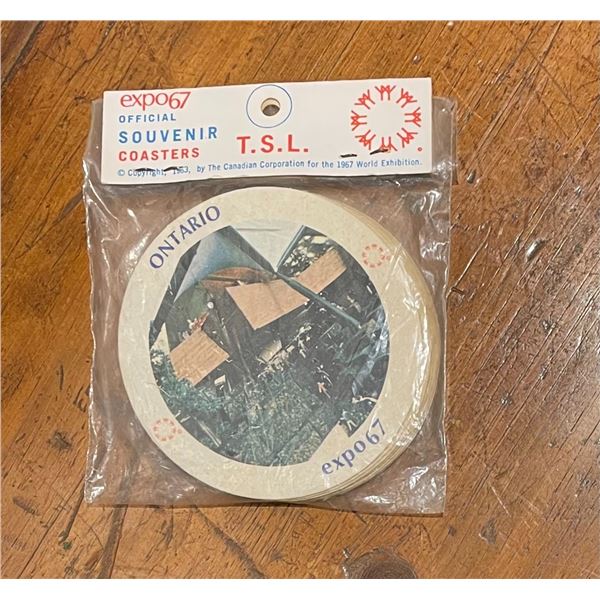 expo67
OFFICIAL
SOUVENIR
COASTERS
T.S.L.
© Copyright, 1963, by The Canadian Corporation for the 1967 World Exhibition.
ONTARIO
expo67